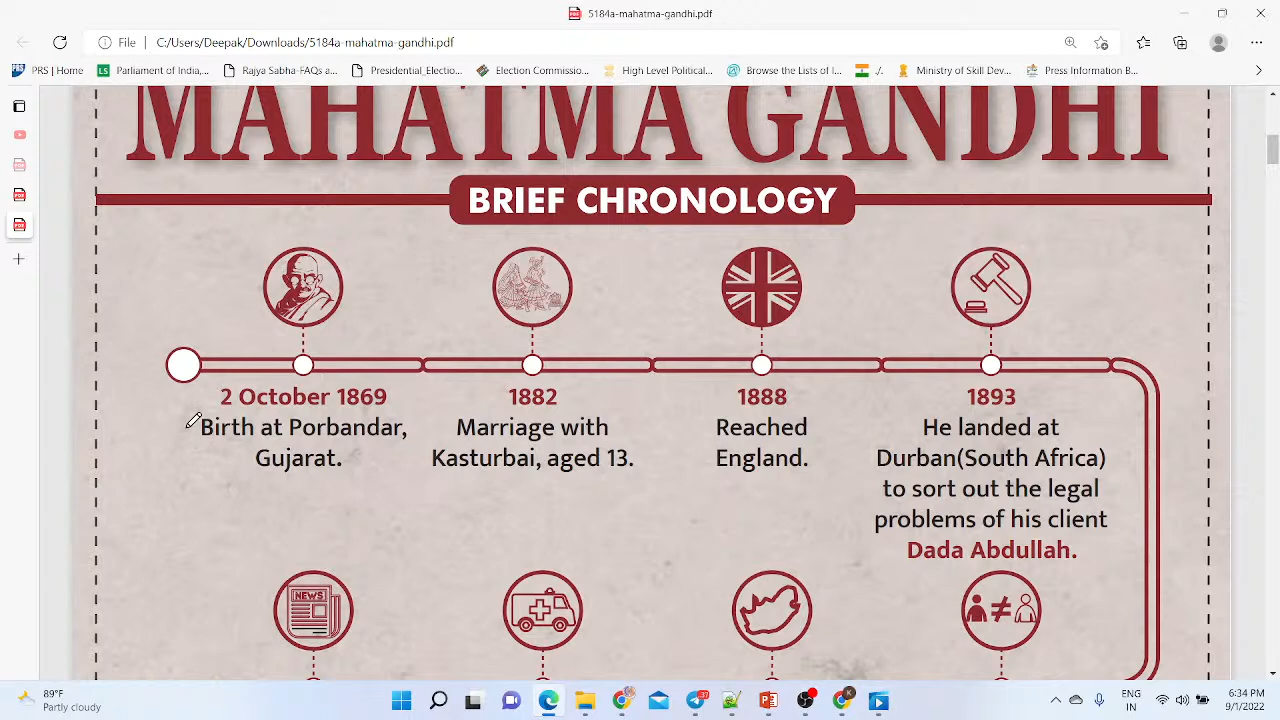 5184a-mahatma-gandhi.pdf
File C:/Users/Deepak/Downloads/5184a-mahatma-gandhi.pdf
PRS | Home Parliament of India,... Rajya Sabha-FAQs -... Presidential_Electio... Election Commissio... High Level Political... Browse the Lists of I... ./. Ministry of Skill Dev... Press Information B...
MAHATMA GANDHI
BRIEF CHRONOLOGY
2 October 1869
Birth at Porbandar,
Gujarat.
1882
Marriage with
Kasturbai, aged 13.
1888
Reached
England.
1893
He landed at
Durban(South Africa)
to sort out the legal
problems of his client
Dada Abdullah.
NEWS
89°F
Partly cloudy
37
K
ENG
IN
6:34 PM
9/1/2022